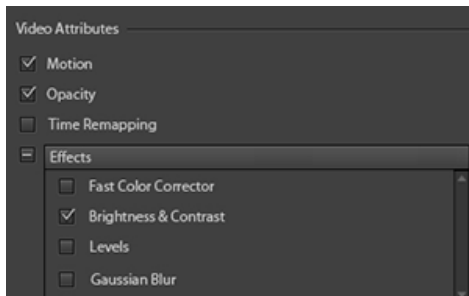 Video Attributes
Motion
Opacity
Time Remapping
Effects
Fast Color Corrector
Brightness & Contrast
Levels
Gaussian Blur